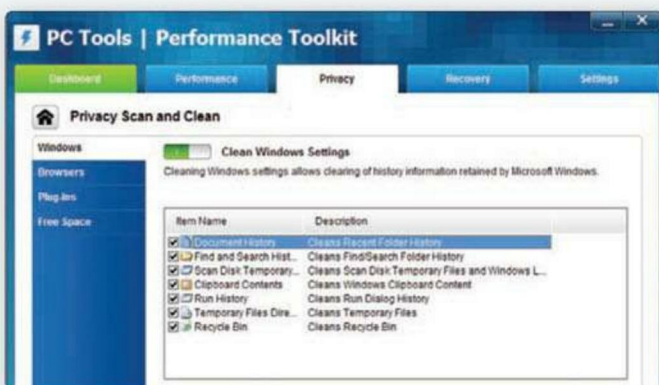 PC Tools | Performance Toolkit
Dashboard Performance Privacy Recovery Settings
Privacy Scan and Clean
Windows
Browsers
Plug-Ins
Free Space
Clean Windows Settings
Cleaning Windows settings allows clearing of history information retained by Microsoft Windows.
Item Name Description
Document History Cleans Recent Folder History
Find and Search Hist... Cleans Find/Search Folder History
Scan Disk Temporary... Cleans Scan Disk Temporary Files and Windows L...
Clipboard Contents Cleans Windows Clipboard Content
Run History Cleans Run Dialog History
Temporary Files Dire... Cleans Temporary Files
Recycle Bin Cleans Recycle Bin